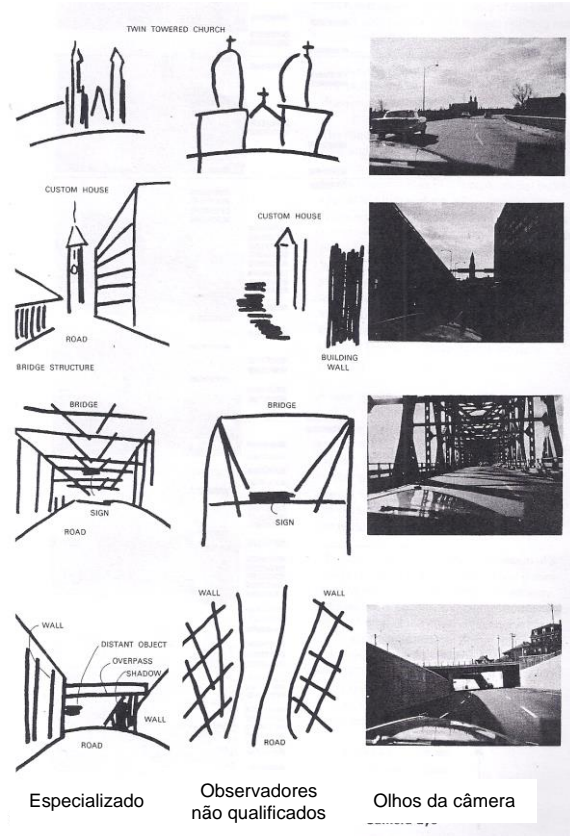 TWIN TOWERED CHURCH
CUSTOM HOUSE
CUSTOM HOUSE
ROAD
BUILDING
WALL
BRIDGE STRUCTURE
BRIDGE
BRIDGE
SIGN
SIGN
ROAD
WALL
WALL
WALL
DISTANT OBJECT
OVERPASS
SHADOW
WALL
ROAD
ROAD
Especializado
Observadores
não qualificados
Olhos da câmera